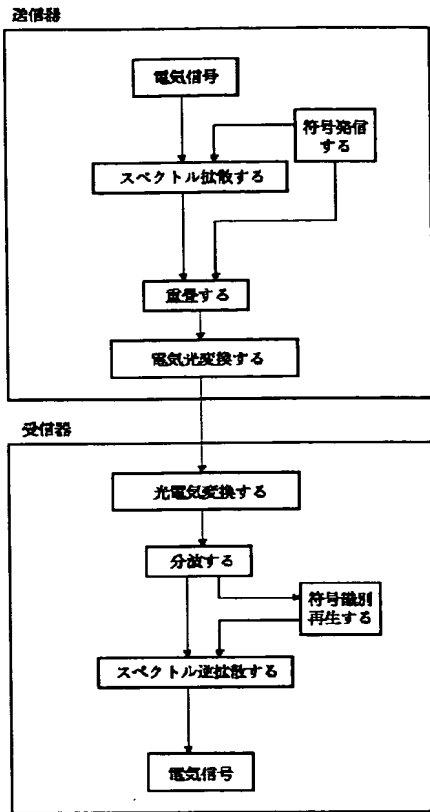 送信器
電気信号
符号発信
する
スペクトル拡散する
重畳する
電気光変換する
受信器
光電気変換する
分波する
符号識別
再生する
スペクトル逆拡散する
電気信号